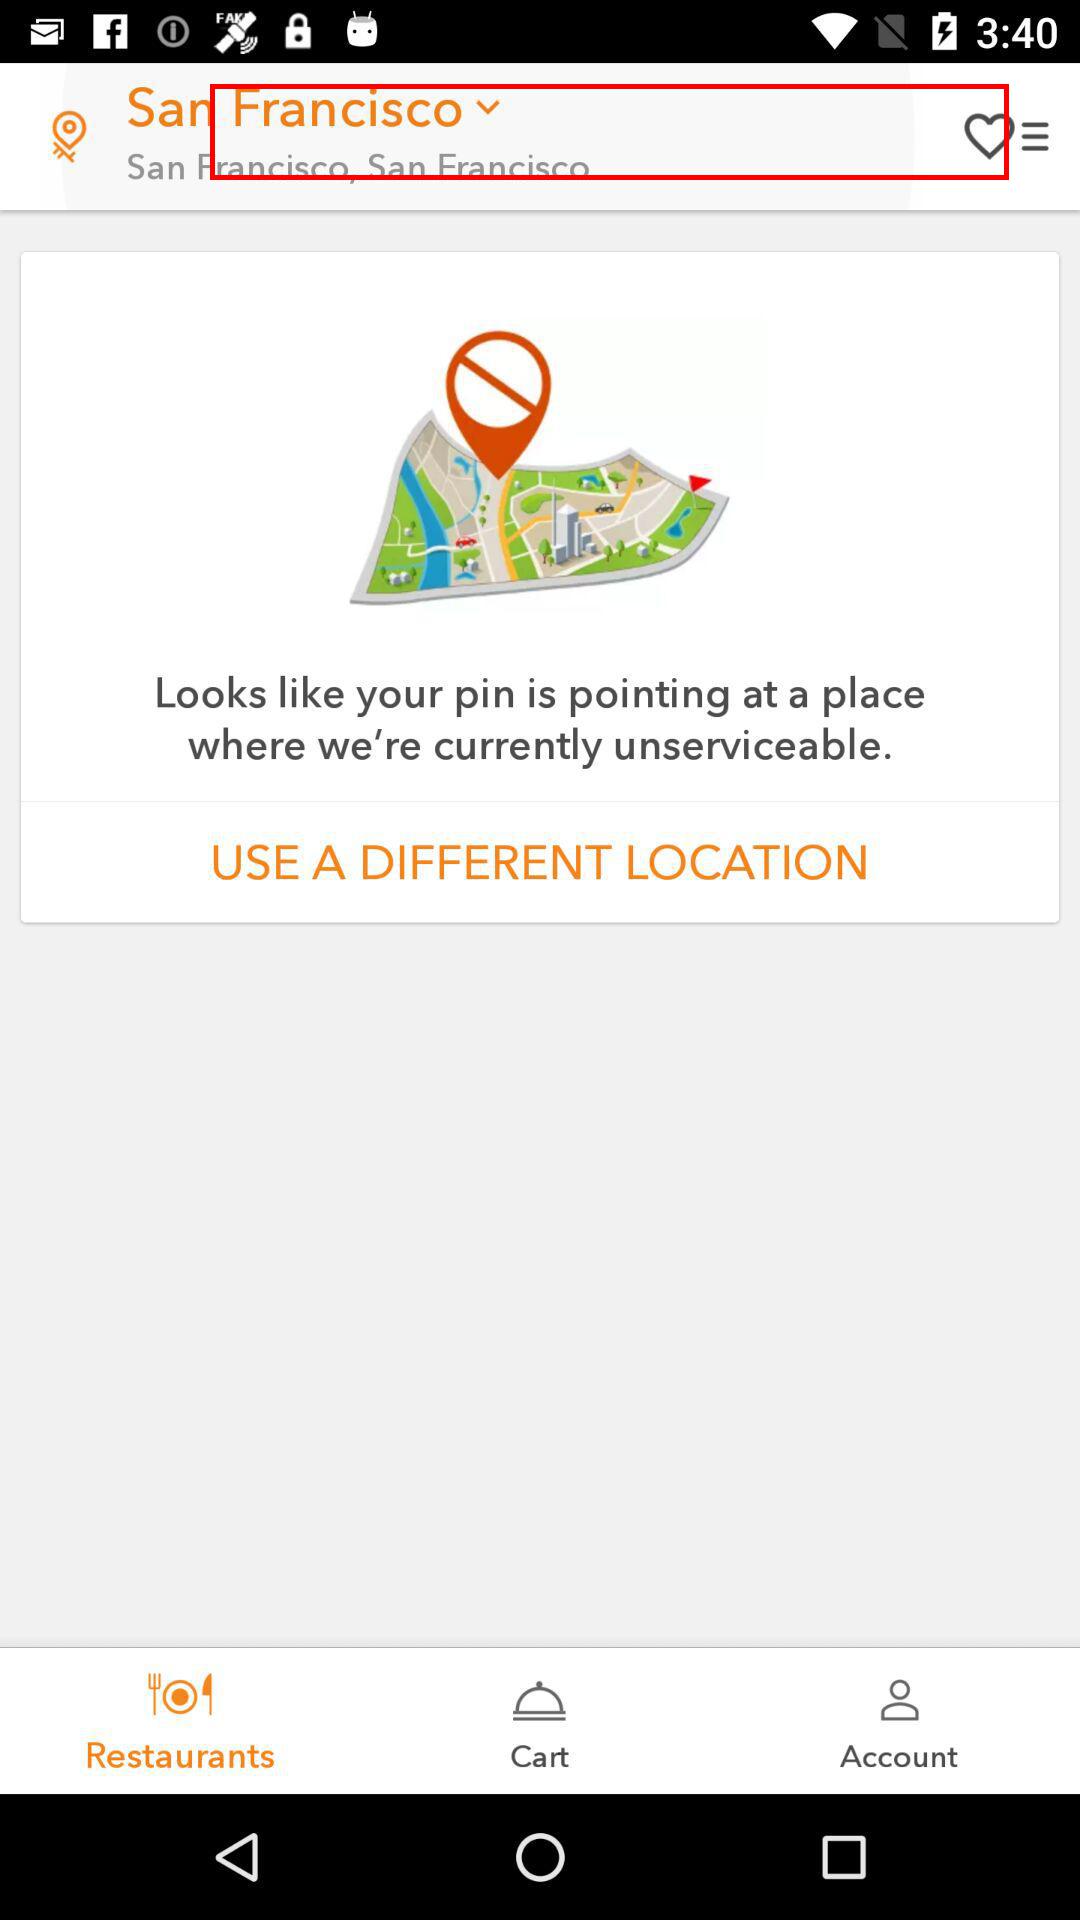 FAKE
3:40
San Francisco
San Francisco, San Francisco
Looks like your pin is pointing at a place
where we’re currently unserviceable.
USE A DIFFERENT LOCATION
Restaurants
Cart
Account